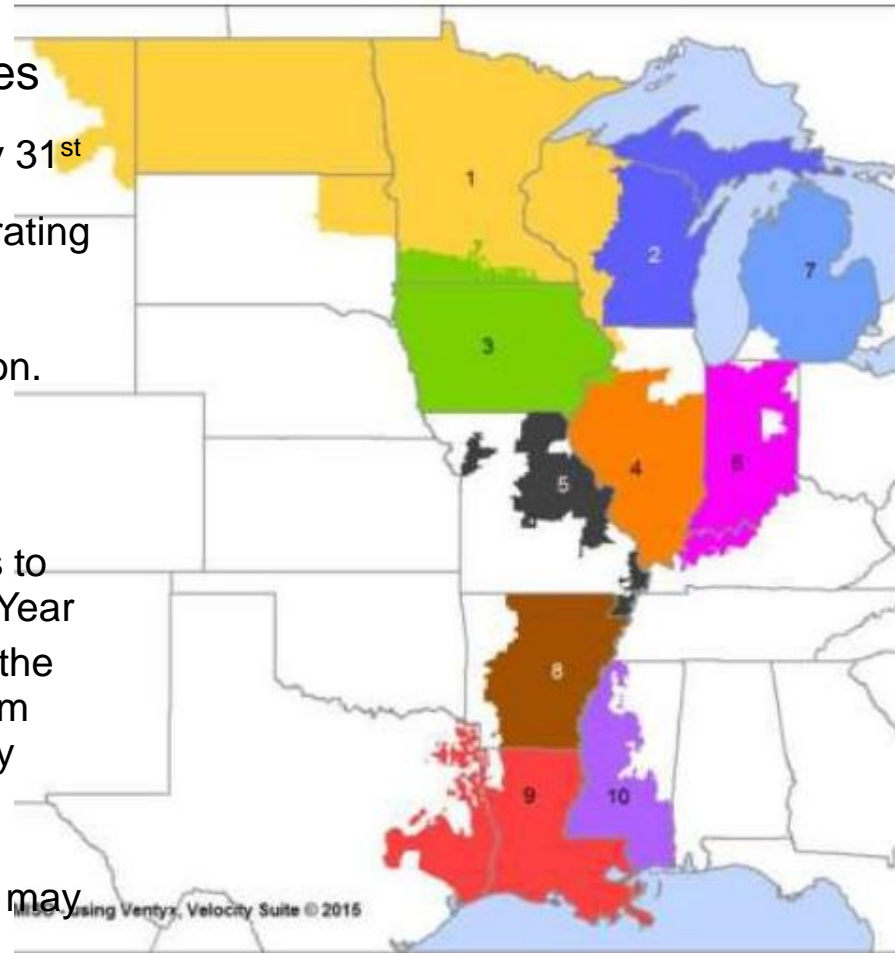 es
y 31st
rating
on.
s to
Year
the
m
y
may
MISO - using Ventyx, Velocity Suite © 2015
1
2
7
3
4
6
5
8
9
10